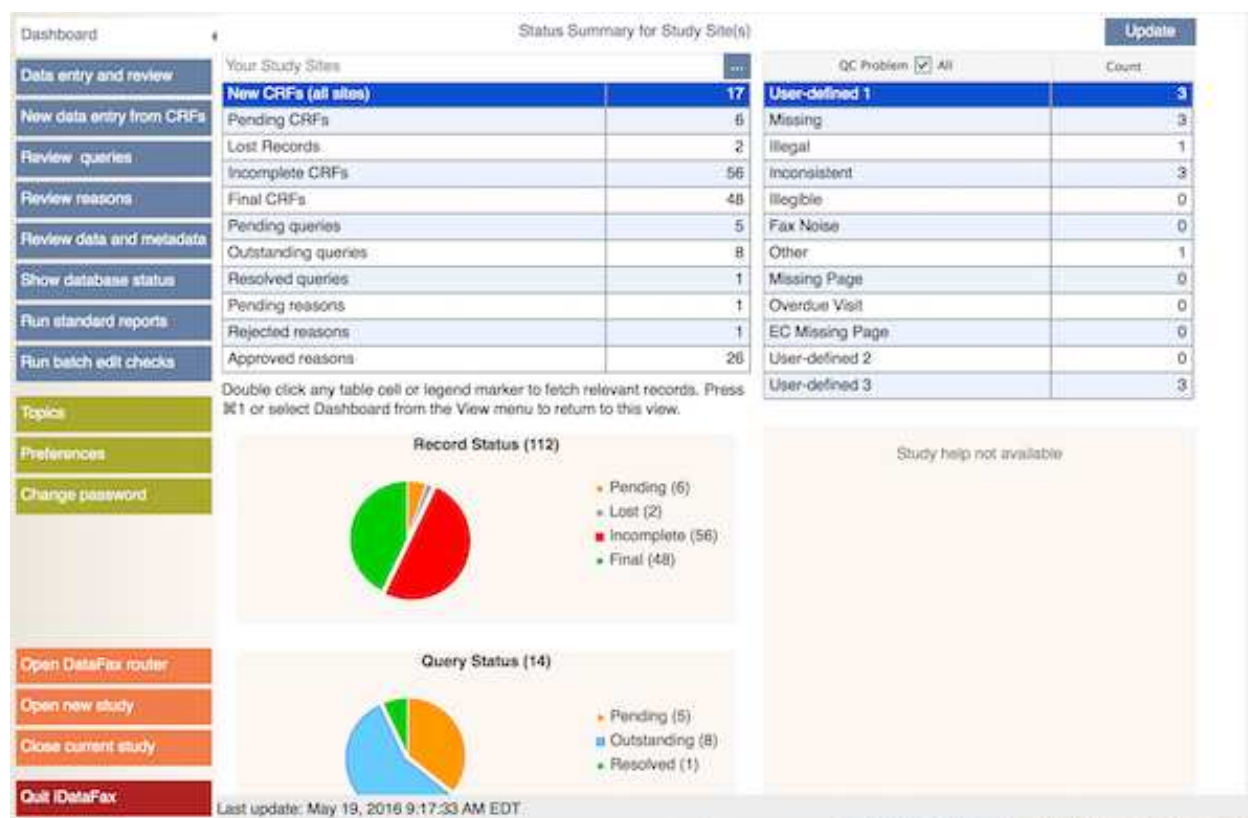 Dashboard
Data entry and review
New data entry from CRFs
Review queries
Review reasons
Review data and metadata
Show database status
Run standard reports
Run batch edit checks
Topics
Preferences
Change password
Open DataFax router
Open new study
Close current study
Quit iDataFax
Status Summary for Study Site(s)
Update
Your Study Sites ...
New CRFs (all sites) 17
Pending CRFs 6
Lost Records 2
Incomplete CRFs 56
Final CRFs 48
Pending queries 5
Outstanding queries 8
Resolved queries 1
Pending reasons 1
Rejected reasons 1
Approved reasons 26
Double click any table cell or legend marker to fetch relevant records. Press
⌘1 or select Dashboard from the View menu to return to this view.
QC Problem All Count
User-defined 1 3
Missing 3
Illegal 1
Inconsistent 3
Illegible 0
Fax Noise 0
Other 1
Missing Page 0
Overdue Visit 0
EC Missing Page 0
User-defined 2 0
User-defined 3 3
Record Status (112)
Pending (6)
Lost (2)
Incomplete (56)
Final (48)
Study help not available
Query Status (14)
Pending (5)
Outstanding (8)
Resolved (1)
Last update: May 19, 2016 9:17:33 AM EDT